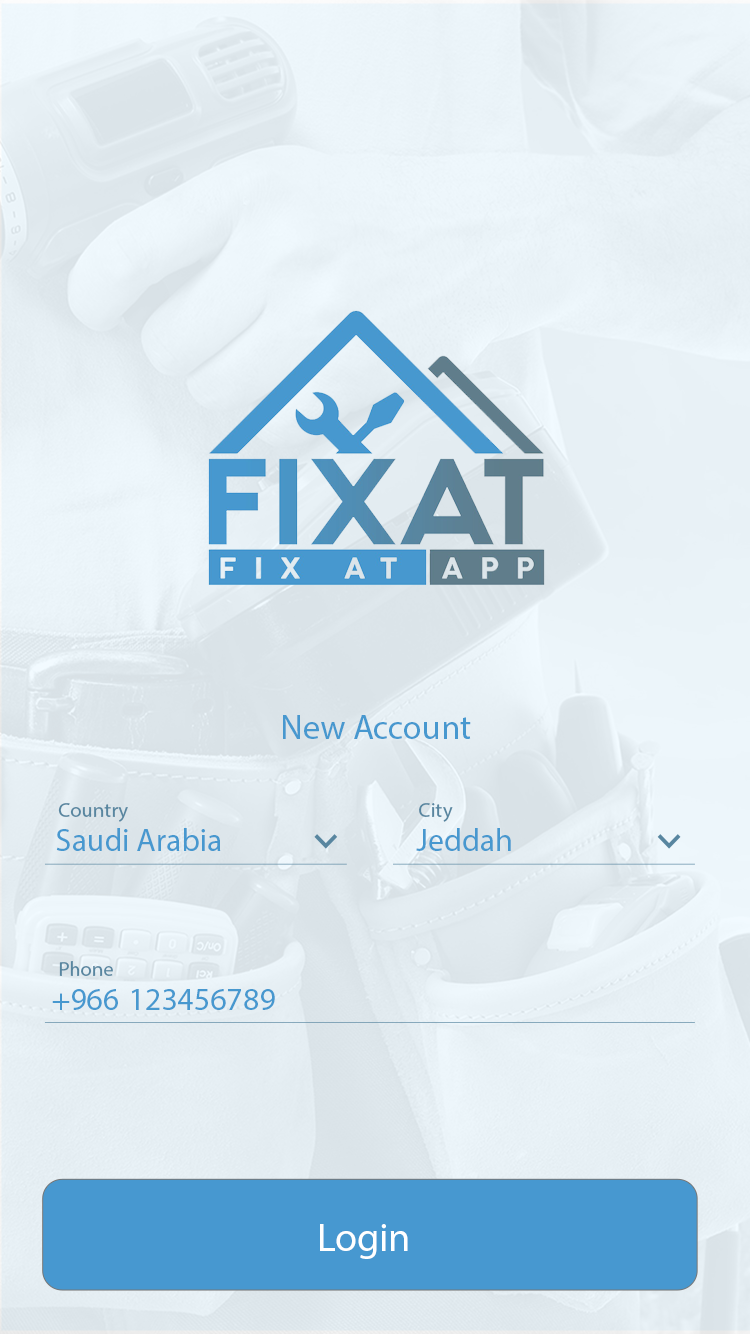 FIXAT
FIX AT APP
New Account
Country
City
Saudi Arabia
Jeddah
Phone
+966 123456789
Login